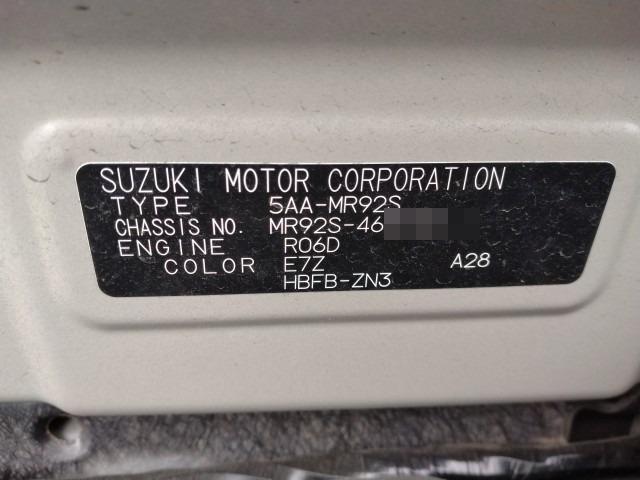 SUZUKI MOTOR CORPORATION
TYPE 5AA-MR92S
CHASSIS NO. MR92S-46
ENGINE R06D
COLOR E7Z A28
HBFB-ZN3